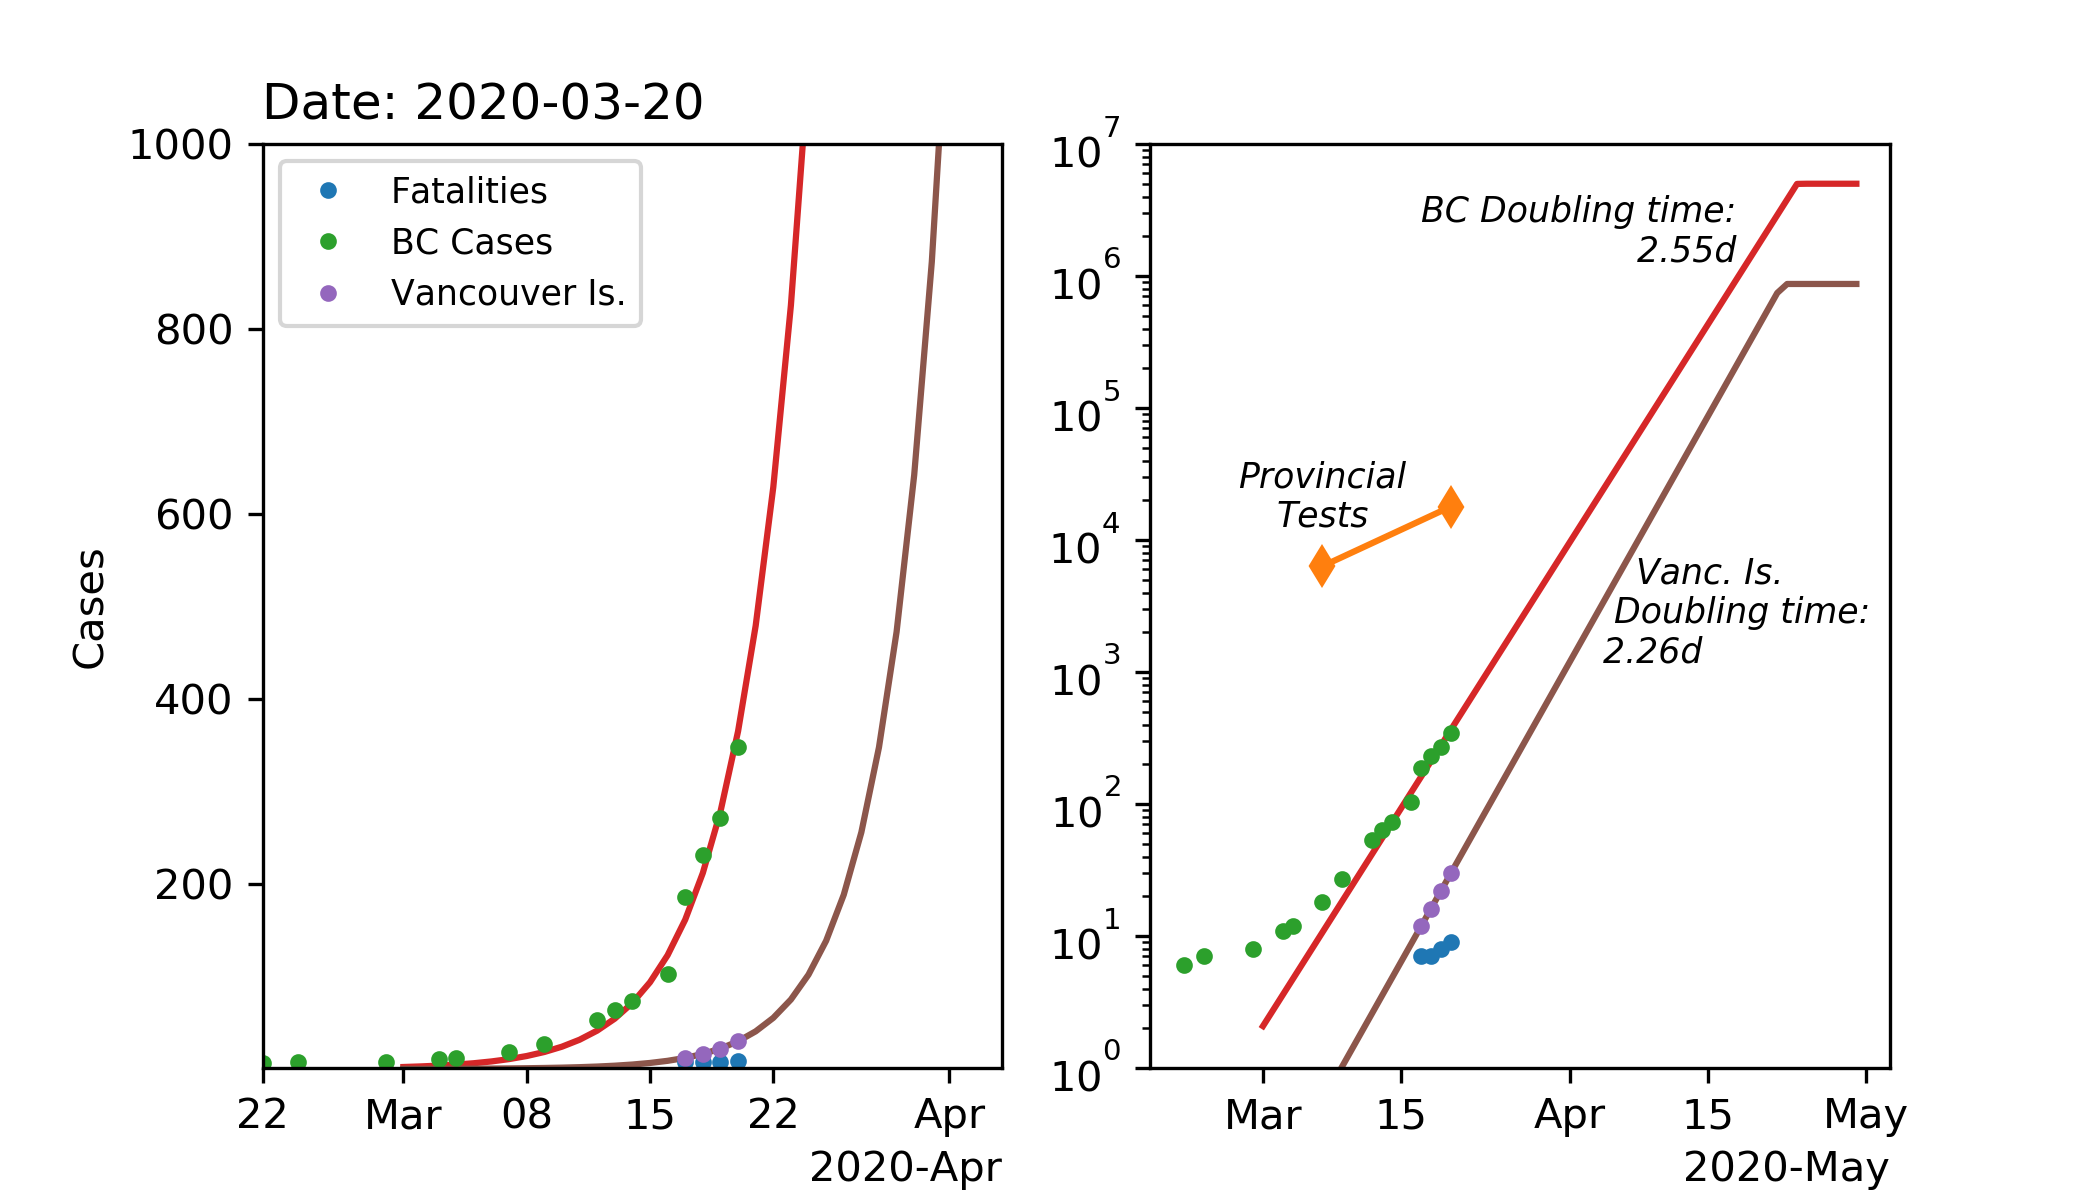 Date: 2020-03-20
1000
800
600
400
200
Cases
Fatalities
BC Cases
Vancouver Is.
22 Mar 08 15 22 Apr
2020-Apr
10^7
10^6
10^5
10^4
10^3
10^2
10^1
10^0
BC Doubling time:
2.55d
Provincial
Tests
Vanc. Is.
Doubling time:
2.26d
Mar 15 Apr 15 May
2020-May